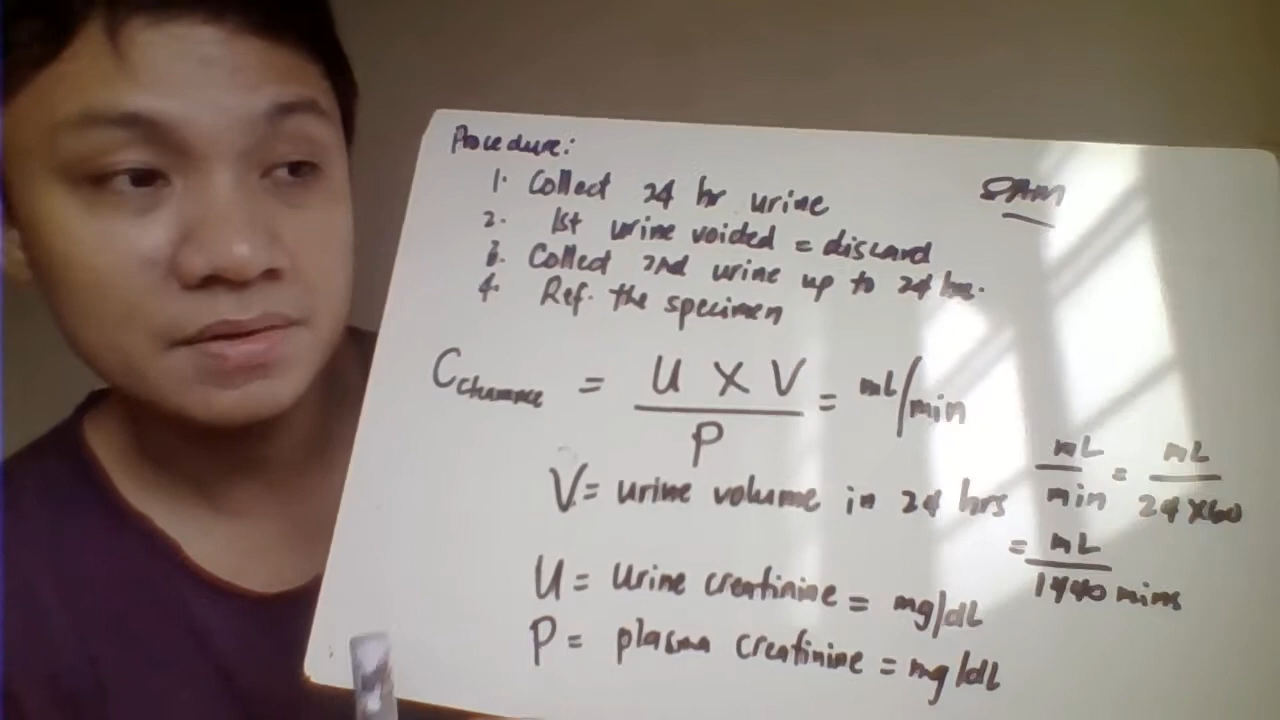 Procedure:
8AM
1. Collect 24 hr urine
2. 1st urine voided = discard
3. Collect 2nd urine up to 24 hrs.
4. Ref. the specimen
C = U X V / P = mL/min
V = urine volume in 24 hrs mL/min = mL/24x60
= mL/1440 mins
U = urine creatinine = mg/dL
P = plasma creatinine = mg/dL